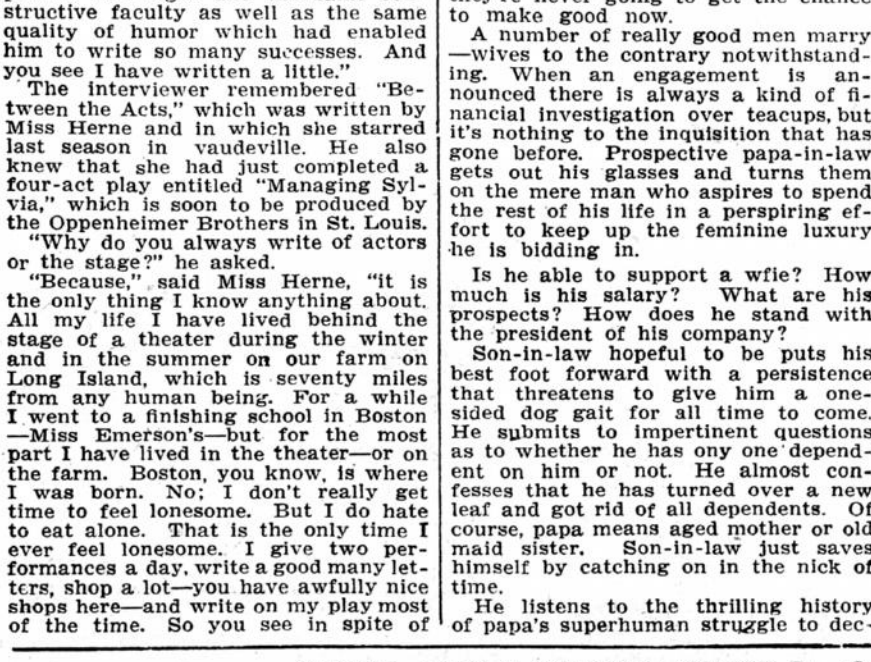 structive faculty as well as the same
quality of humor which had enabled
him to write so many successes. And
you see I have written a little."
The interviewer remembered "Be-
tween the Acts," which was written by
Miss Herne and in which she starred
last season in vaudeville. He also
knew that she had just completed a
four-act play entitled "Managing Syl-
via," which is soon to be produced by
the Oppenheimer Brothers in St. Louis.
"Why do you always write of actors
or the stage?" he asked.
"Because," said Miss Herne, "it is
the only thing I know anything about.
All my life I have lived behind the
stage of a theater during the winter
and in the summer on our farm on
Long Island, which is seventy miles
from any human being. For a while
I went to a finishing school in Boston
—Miss Emerson's—but for the most
part I have lived in the theater—or on
the farm. Boston, you know, is where
I was born. No; I don't really get
time to feel lonesome. But I do hate
to eat alone. That is the only time I
ever feel lonesome. I give two per-
formances a day, write a good many let-
ters, shop a lot—you have awfully nice
shops here—and write on my play most
of the time. So you see in spite of
to make good now.
A number of really good men marry
—wives to the contrary notwithstand-
ing. When an engagement is an-
nounced there is always a kind of fi-
nancial investigation over teacups, but
it's nothing to the inquisition that has
gone before. Prospective papa-in-law
gets out his glasses and turns them
on the mere man who aspires to spend
the rest of his life in a perspiring ef-
fort to keep up the feminine luxury
he is bidding in.
Is he able to support a wfie? How
much is his salary? What are his
prospects? How does he stand with
the president of his company?
Son-in-law hopeful to be puts his
best foot forward with a persistence
that threatens to give him a one-
sided dog gait for all time to come.
He submits to impertinent questions
as to whether he has ony one depend-
ent on him or not. He almost con-
fesses that he has turned over a new
leaf and got rid of all dependents. Of
course, papa means aged mother or old
maid sister. Son-in-law just saves
himself by catching on in the nick of
time.
He listens to the thrilling history
of papa's superhuman struggle to dec-